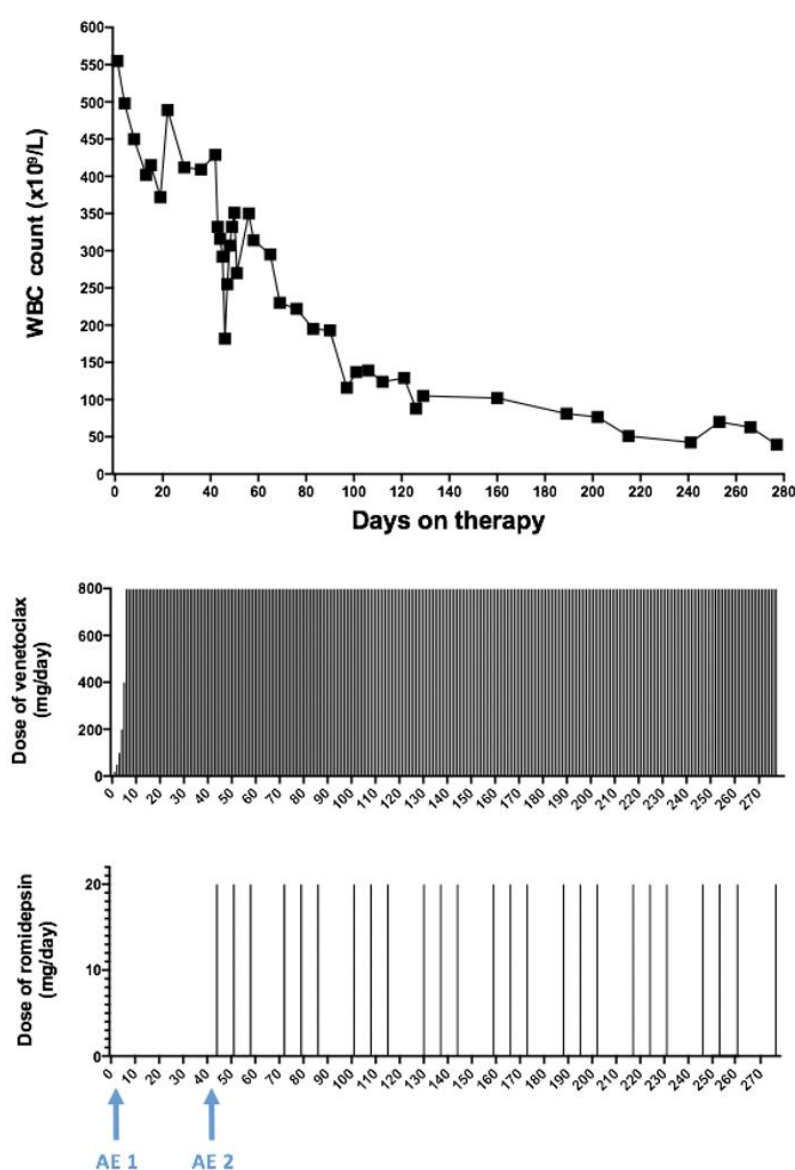 600
550
500
450
400
350
300
250
200
150
100
50
0
WBC count (x10⁹/L)
0 20 40 60 80 100 120 140 160 180 200 220 240 260 280
Days on therapy
800
600
400
200
0
Dose of venetoclax
(mg/day)
0 10 20 30 40 50 60 70 80 90 100 110 120 130 140 150 160 170 180 190 200 210 220 230 240 250 260 270
20
10
0
Dose of romidepsin
(mg/day)
0 10 20 30 40 50 60 70 80 90 100 110 120 130 140 150 160 170 180 190 200 210 220 230 240 250 260 270
AE 1 AE 2